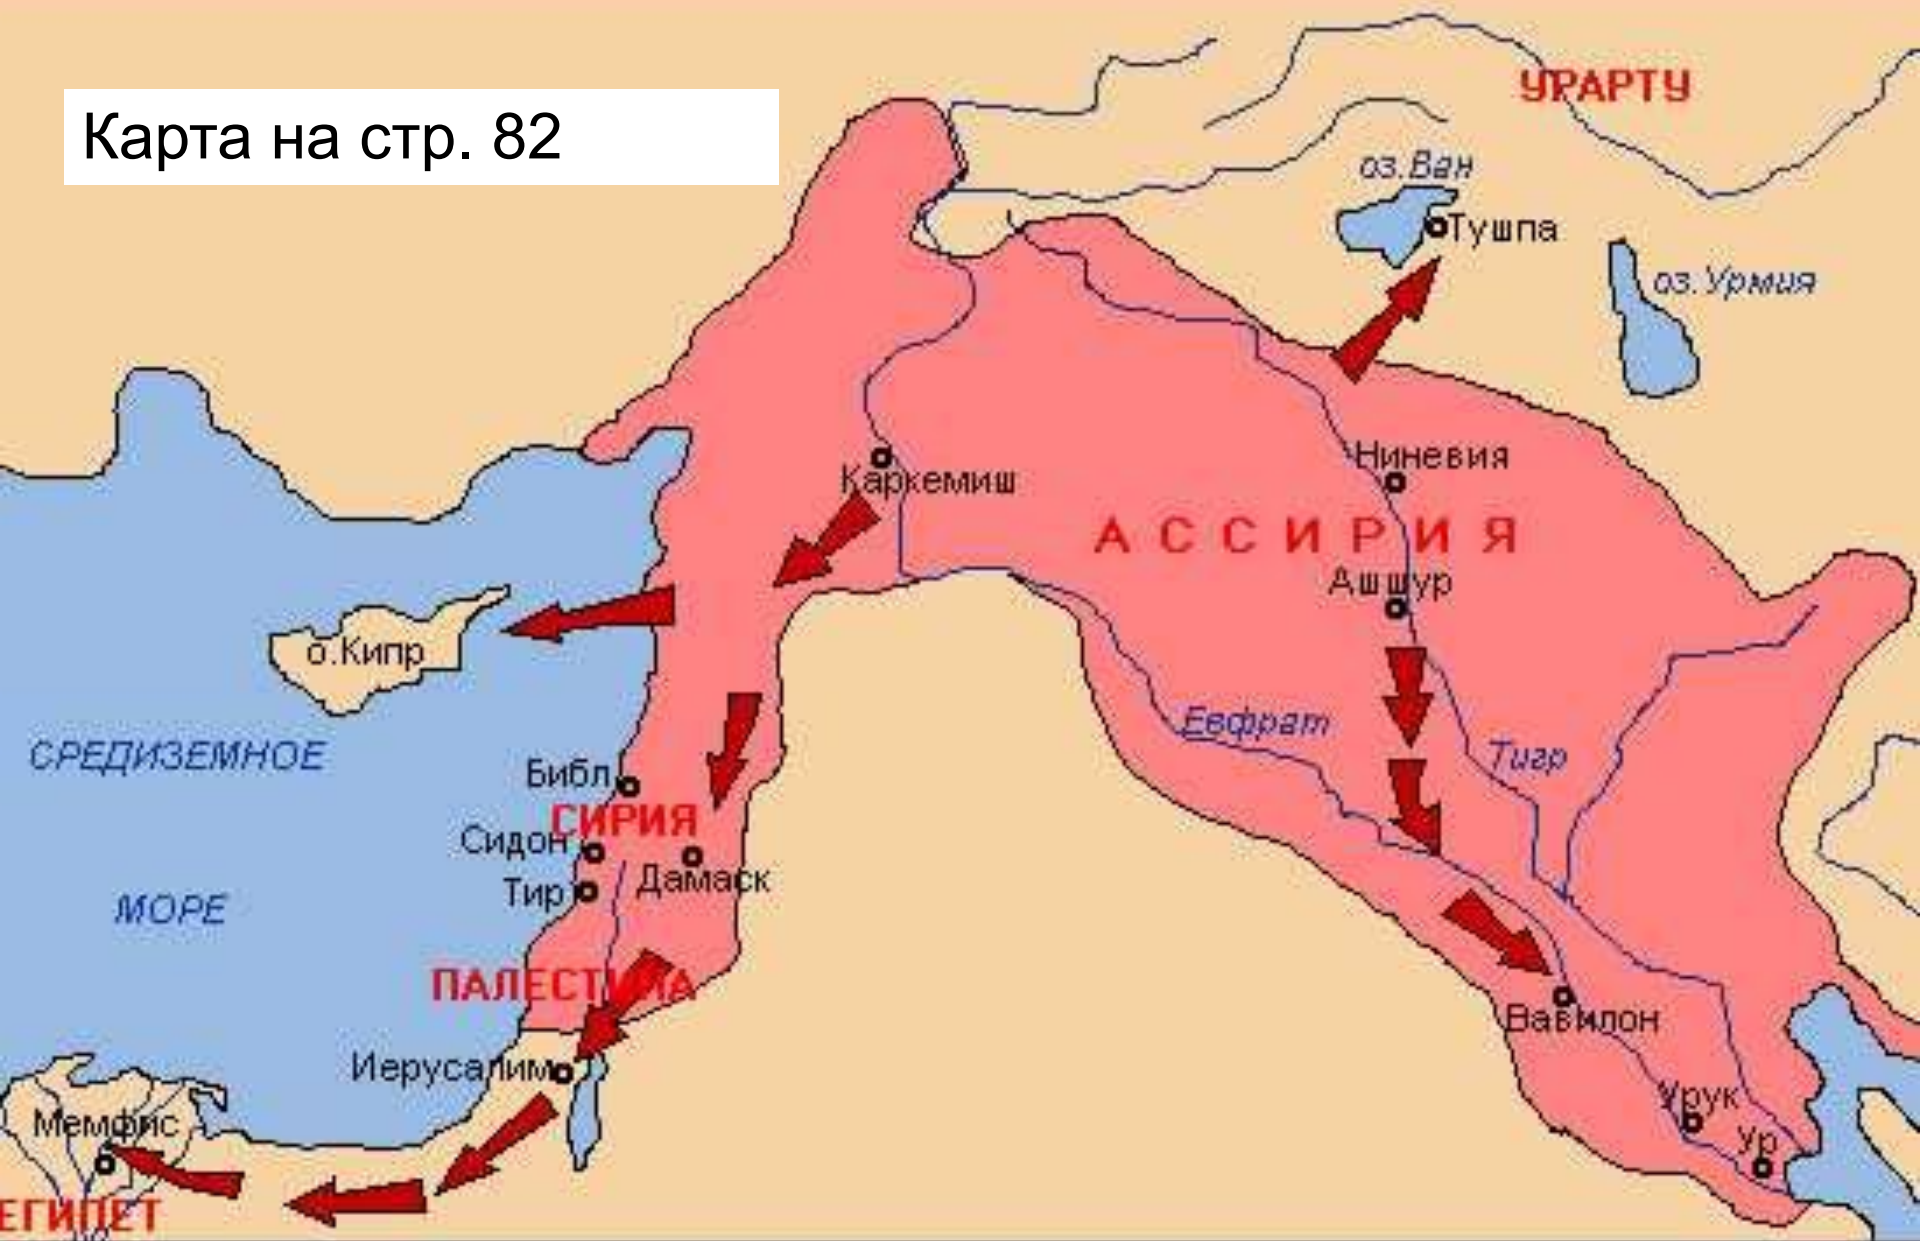 Карта на стр. 82
УРАРТУ
оз.Ван
Тушпа
оз.Урмия
Ниневия
Каркемиш
АССИРИЯ
Ашшур
о.Кипр
Евфрат
Тигр
СРЕДИЗЕМНОЕ
МОРЕ
Библ
СИРИЯ
Сидон
Дамаск
Тир
ПАЛЕСТИНА
Вавилон
Иерусалим
Урук
Мемфис
Ур
ЕГИПЕТ